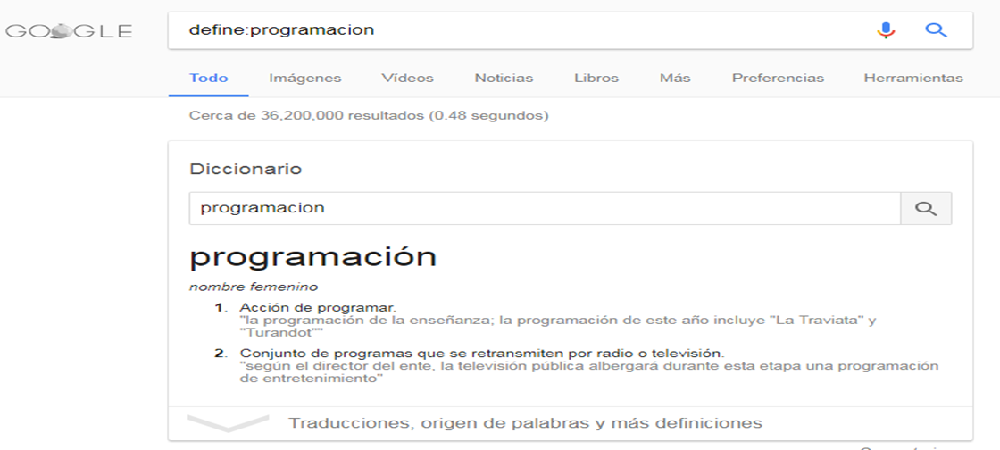 GOOGLE
define:programacion
Todo Imágenes Vídeos Noticias Libros Más Preferencias Herramientas
Cerca de 36,200,000 resultados (0.48 segundos)
Diccionario
programacion
programación
nombre femenino
1. Acción de programar.
"la programación de la enseñanza; la programación de este año incluye "La Traviata" y
"Turandot""
2. Conjunto de programas que se retransmiten por radio o televisión.
"según el director del ente, la televisión pública albergará durante esta etapa una programación
de entretenimiento"
Traducciones, origen de palabras y más definiciones